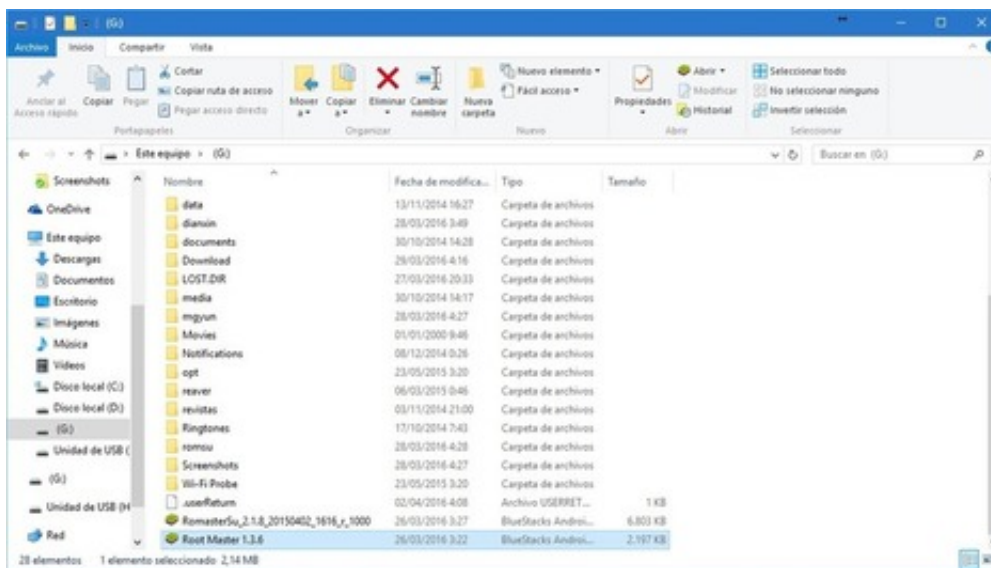 (G:)
Archivo Inicio Compartir Vista
Anclar al Acceso rápido
Copiar
Pegar
Cortar
Copiar ruta de acceso
Pegar acceso directo
Portapapeles
Mover a
Copiar a
Eliminar
Cambiar nombre
Nueva carpeta
Organizar
Nuevo elemento
Fácil acceso
Nuevo
Propiedades
Abrir
Modificar
Historial
Abrir
Seleccionar todo
No seleccionar ninguno
Invertir selección
Seleccionar
Este equipo > (G:)
Buscar en (G:)
Screenshots
OneDrive
Este equipo
Descargas
Documentos
Escritorio
Imágenes
Música
Vídeos
Disco local (C:)
Disco local (D:)
(G:)
Unidad de USB (
(G:)
Unidad de USB (H
Red
Nombre Fecha de modifica... Tipo Tamaño
data 13/11/2014 16:27 Carpeta de archivos
dianxin 28/03/2016 3:49 Carpeta de archivos
documents 30/10/2014 14:28 Carpeta de archivos
Download 29/03/2016 4:16 Carpeta de archivos
LOST.DIR 27/03/2016 20:33 Carpeta de archivos
media 30/10/2014 14:17 Carpeta de archivos
mgyun 28/03/2016 4:27 Carpeta de archivos
Movies 01/01/2000 9:46 Carpeta de archivos
Notifications 08/12/2014 0:26 Carpeta de archivos
opt 23/05/2015 3:20 Carpeta de archivos
reaver 06/03/2015 0:46 Carpeta de archivos
revistas 03/11/2014 21:00 Carpeta de archivos
Ringtones 17/10/2014 7:43 Carpeta de archivos
romsu 28/03/2016 4:28 Carpeta de archivos
Screenshots 28/03/2016 4:27 Carpeta de archivos
Wi-Fi Probe 23/05/2015 3:20 Carpeta de archivos
.userReturn 02/04/2016 4:08 Archivo USERRET... 1 KB
RomasterSu_2.1.8_20150402_1616_r_1000 26/03/2016 3:27 BlueStacks Androi... 6.803 KB
Root Master 1.3.6 26/03/2016 3:22 BlueStacks Androi... 2.197 KB
28 elementos 1 elemento seleccionado 2,14 MB